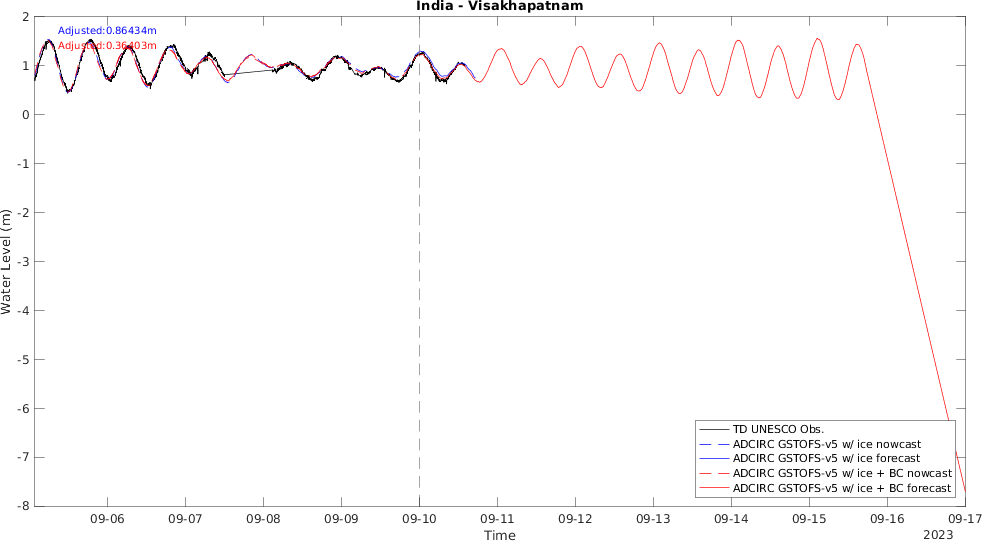 India - Visakhapatnam
Adjusted:0.86434m
Adjusted:0.36403m
2
1
0
-1
-2
-3
-4
-5
-6
-7
-8
Water Level (m)
TD UNESCO Obs.
ADCIRC GSTOFS-v5 w/ ice nowcast
ADCIRC GSTOFS-v5 w/ ice forecast
ADCIRC GSTOFS-v5 w/ ice + BC nowcast
ADCIRC GSTOFS-v5 w/ ice + BC forecast
09-06 09-07 09-08 09-09 09-10 09-11 09-12 09-13 09-14 09-15 09-16 09-17
Time
2023